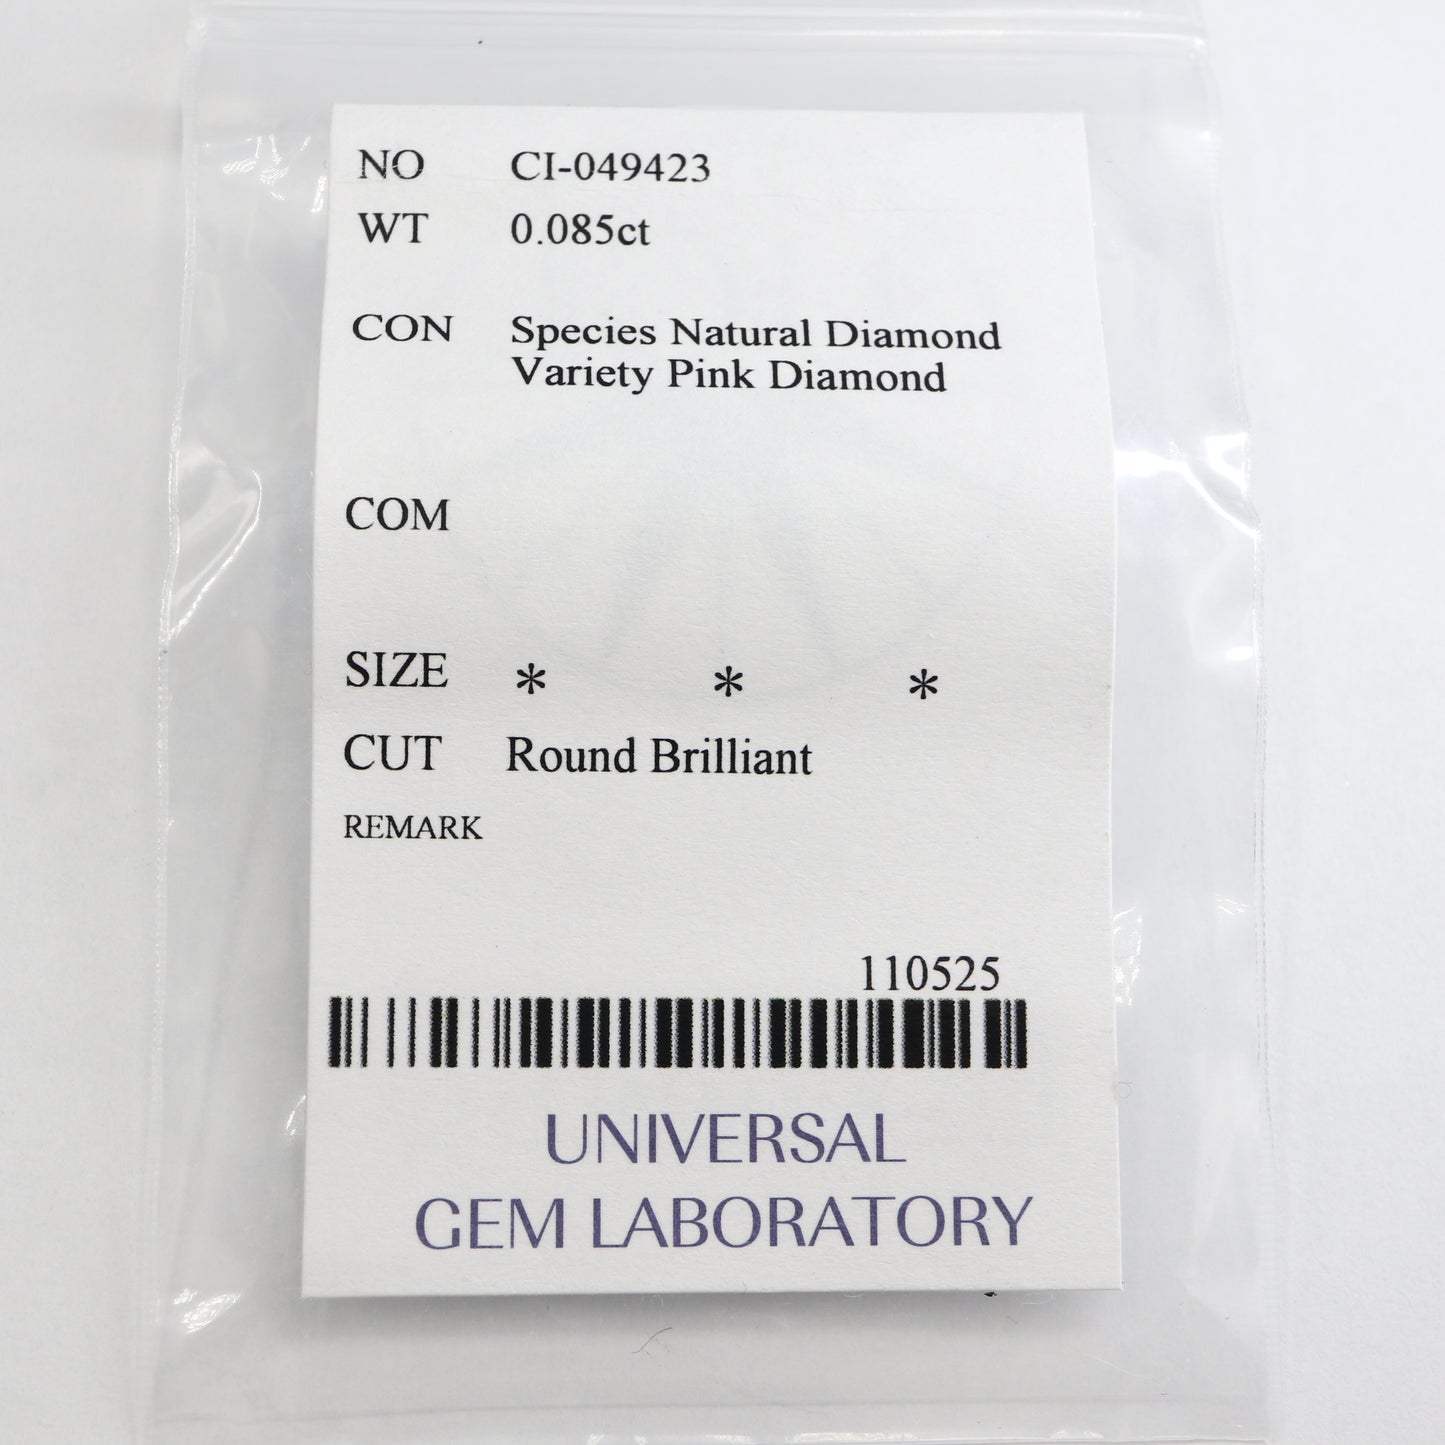 NO CI-049423
WT 0.085ct
CON Species Natural Diamond
Variety Pink Diamond
COM
SIZE * * *
CUT Round Brilliant
REMARK
110525
UNIVERSAL
GEM LABORATORY